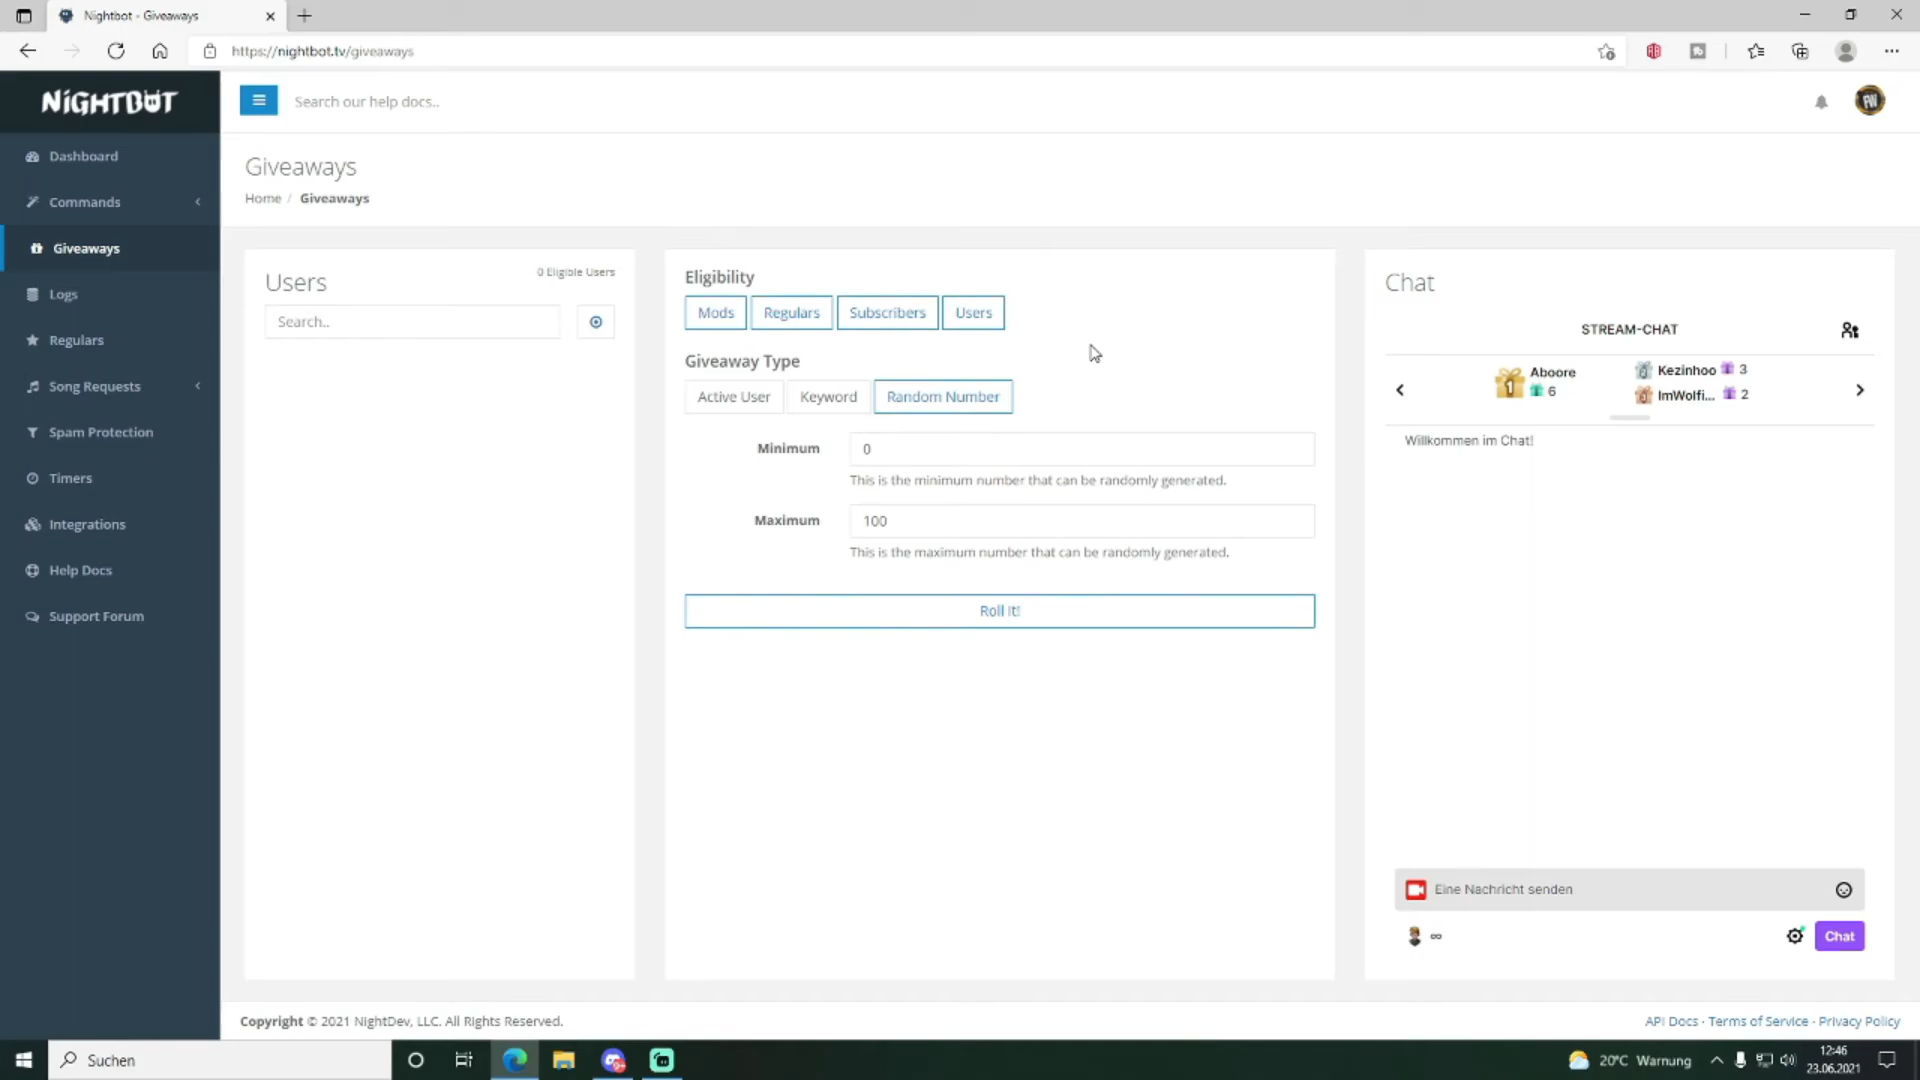 Nightbot - Giveaways
https://nightbot.tv/giveaways
NIGHTBOT
Search our help docs..
FW
Dashboard
Commands
Giveaways
Logs
Regulars
Song Requests
Spam Protection
Timers
Integrations
Help Docs
Support Forum
Giveaways
Home / Giveaways
Users
0 Eligible Users
Search..
Eligibility
Mods Regulars Subscribers Users
Giveaway Type
Active User Keyword Random Number
Minimum 0
This is the minimum number that can be randomly generated.
Maximum 100
This is the maximum number that can be randomly generated.
Roll It!
Chat
STREAM-CHAT
1 Aboore 6
Kezinhoo 3
ImWolfi... 2
Willkommen im Chat!
Eine Nachricht senden
∞
Chat
Copyright © 2021 NightDev, LLC. All Rights Reserved.
API Docs · Terms of Service · Privacy Policy
Suchen
20°C Warnung
12:46
23.06.2021